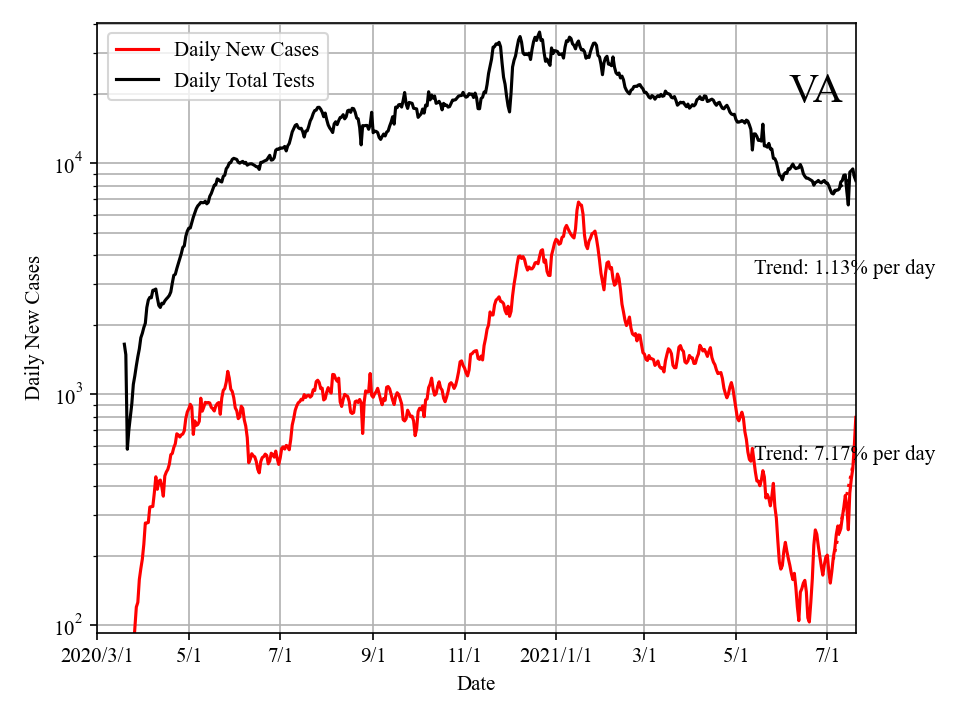 Daily New Cases
Daily Total Tests
VA
10^4
10^3
10^2
Daily New Cases
Trend: 1.13% per day
Trend: 7.17% per day
2020/3/1 5/1 7/1 9/1 11/1 2021/1/1 3/1 5/1 7/1
Date